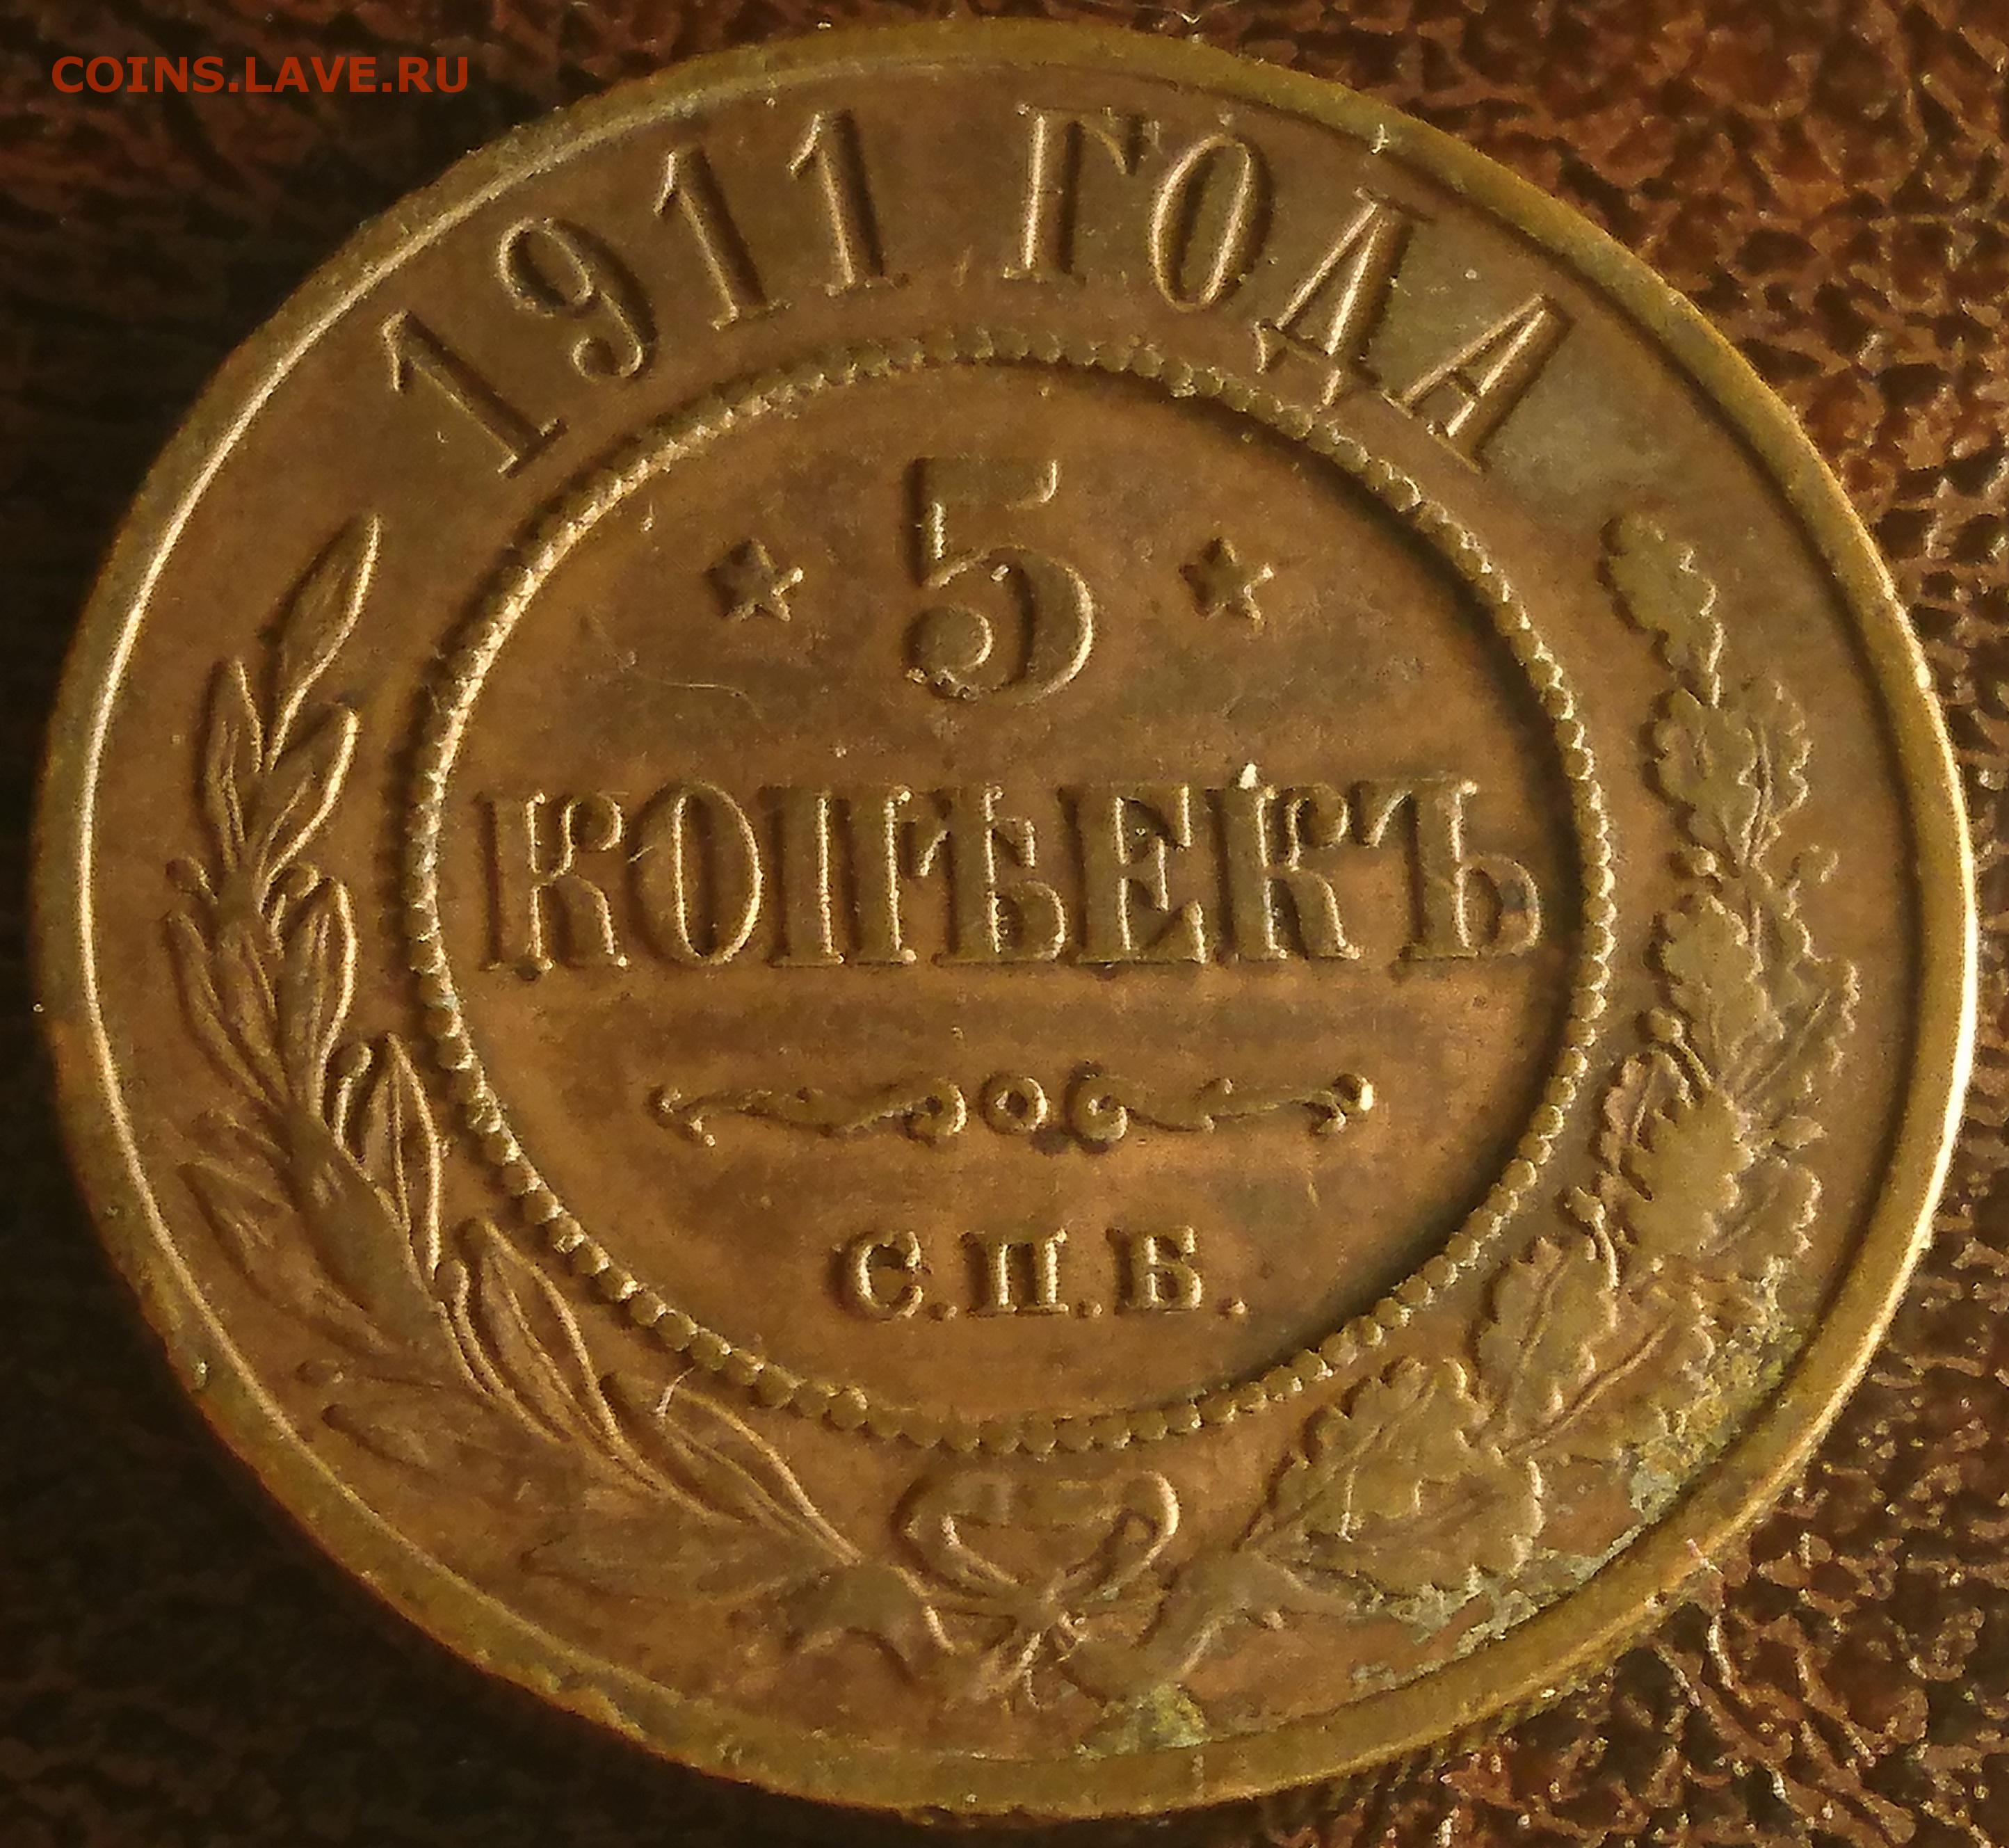 COINS.LAVE.RU
1911 ГОДА
5
КОПѢЕКЪ
С.П.Б.